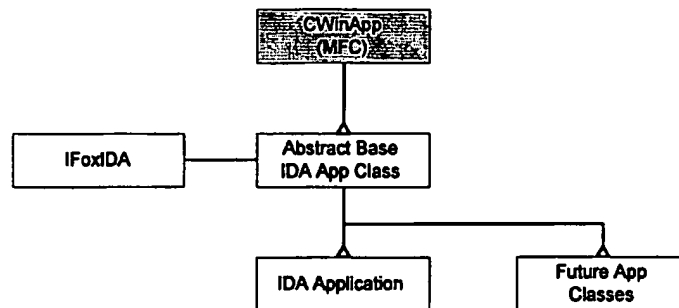 CWinApp
(MFC)
IFoxIDA
Abstract Base
IDA App Class
IDA Application
Future App
Classes